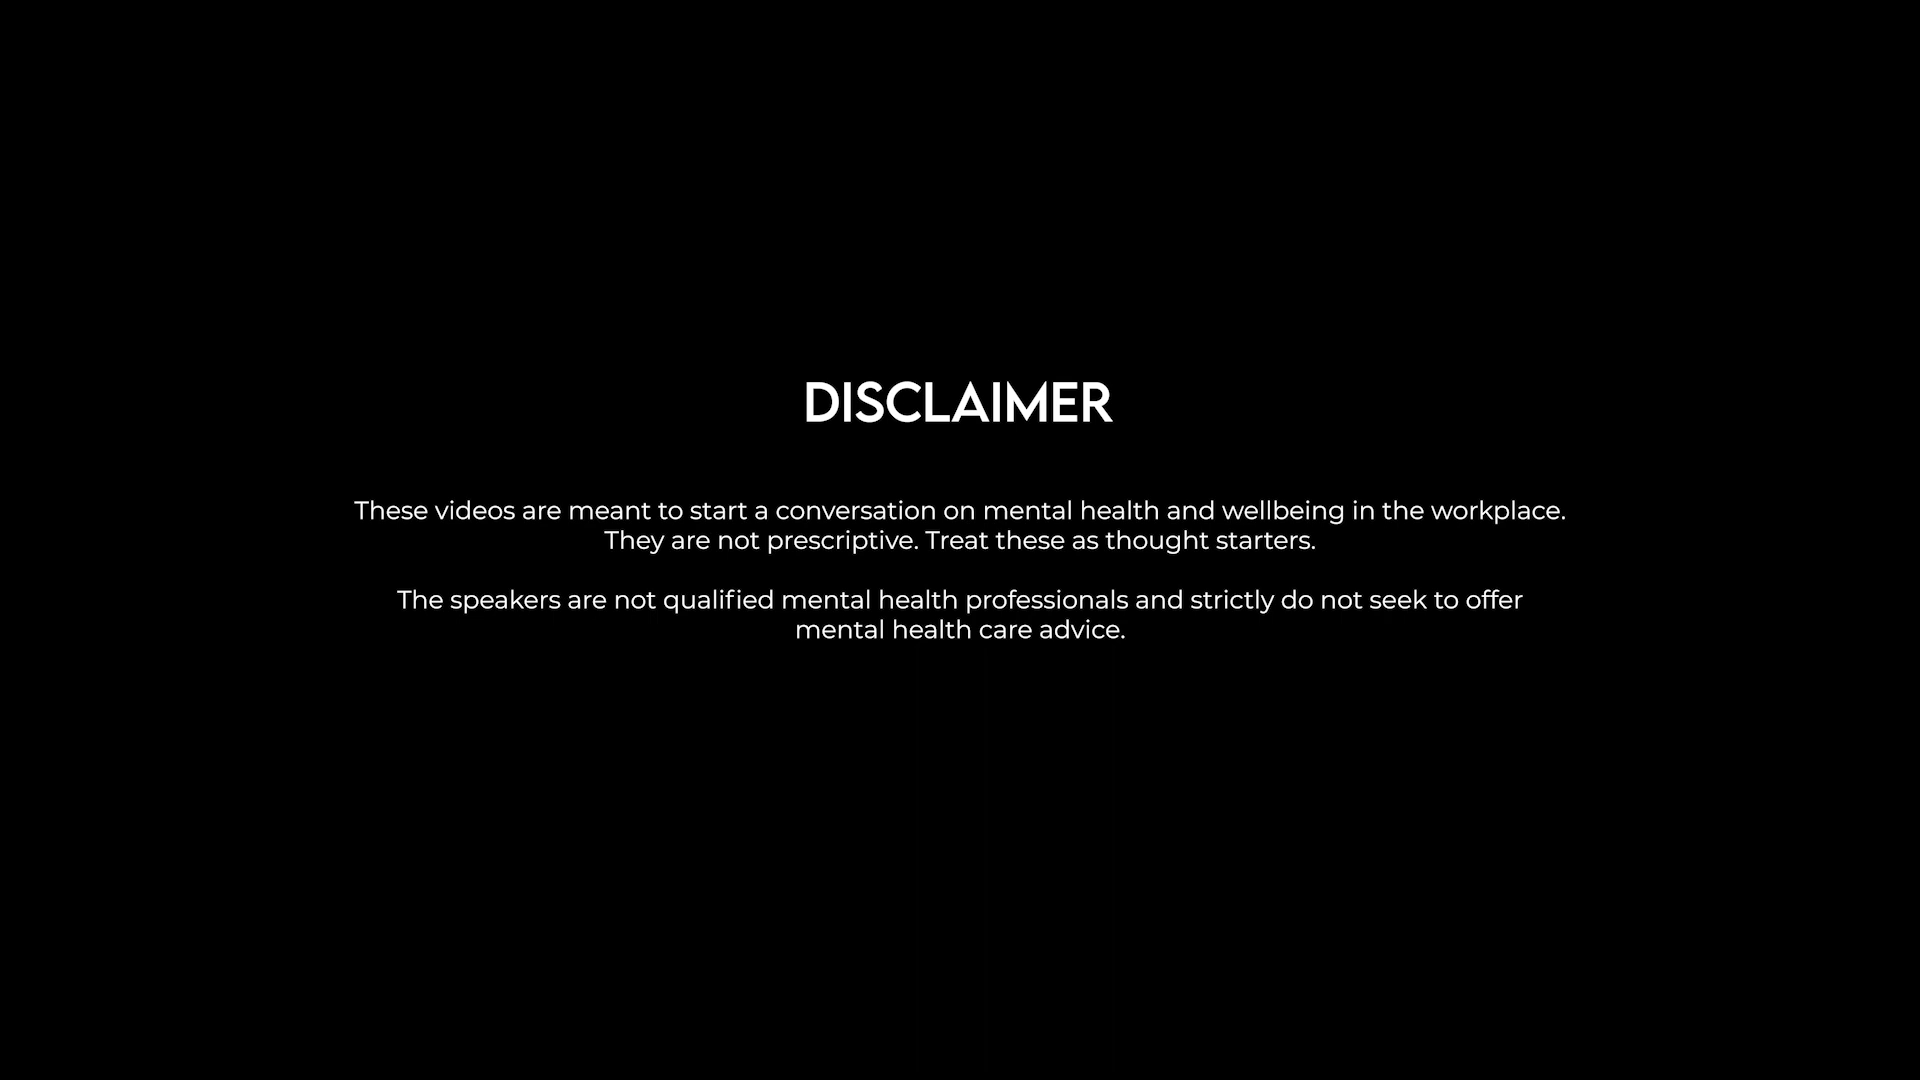 DISCLAIMER
These videos are meant to start a conversation on mental health and wellbeing in the workplace.
They are not prescriptive. Treat these as thought starters.
The speakers are not qualified mental health professionals and strictly do not seek to offer
mental health care advice.